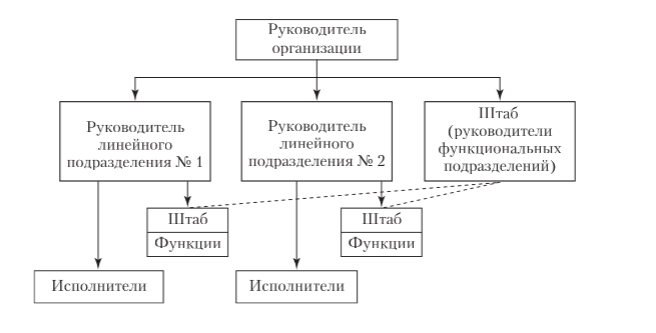 Руководитель
организации
Руководитель
линейного
подразделения № 1
Руководитель
линейного
подразделения № 2
Штаб
(руководители
функциональных
подразделений)
Штаб
Функции
Штаб
Функции
Исполнители
Исполнители